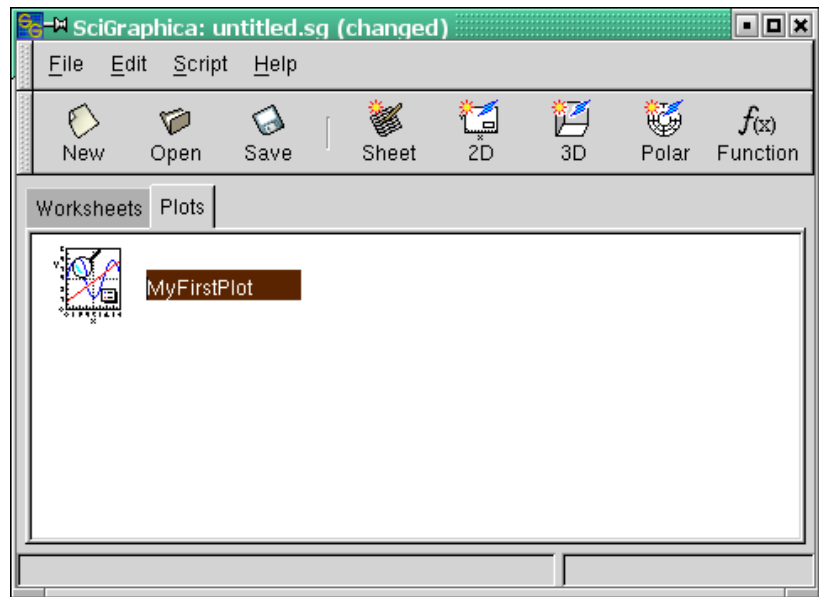 SciGraphica: untitled.sg (changed)
File Edit Script Help
New Open Save Sheet 2D 3D Polar f(x) Function
Worksheets Plots
MyFirstPlot